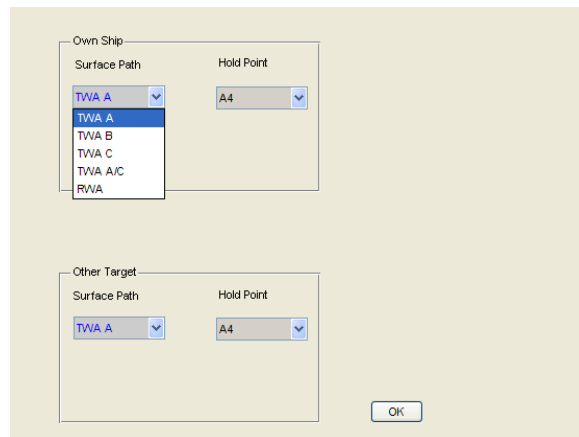 Own Ship
Surface Path Hold Point
TWA A A4
TWA A
TWA B
TWA C
TWA A/C
RWA
Other Target
Surface Path Hold Point
TWA A A4
OK